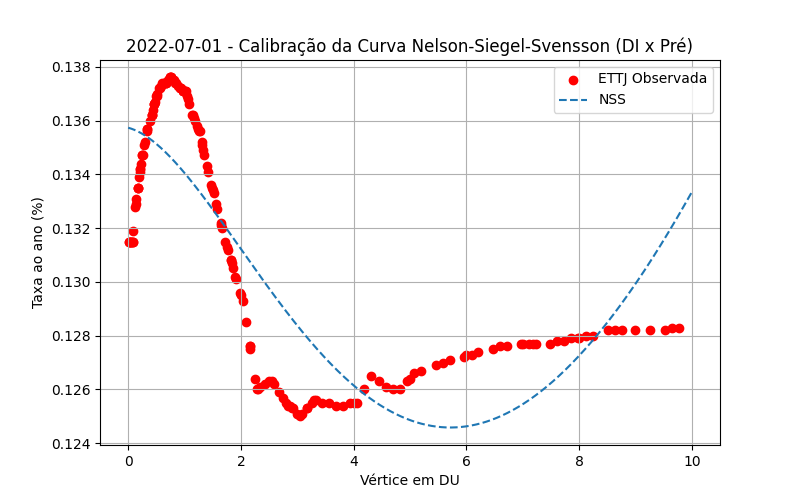 2022-07-01 - Calibração da Curva Nelson-Siegel-Svensson (DI x Pré)
ETTJ Observada
NSS
Taxa ao ano (%)
0.138
0.136
0.134
0.132
0.130
0.128
0.126
0.124
0 2 4 6 8 10
Vértice em DU